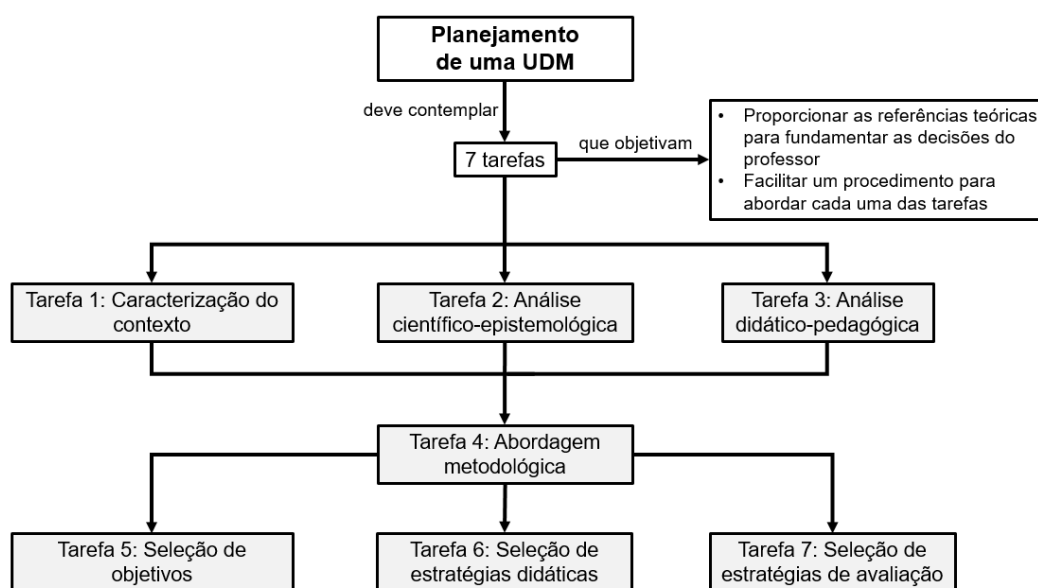 Planejamento
de uma UDM
deve contemplar
7 tarefas
que objetivam
• Proporcionar as referências teóricas
para fundamentar as decisões do
professor
• Facilitar um procedimento para
abordar cada uma das tarefas
Tarefa 1: Caracterização do
contexto
Tarefa 2: Análise
científico-epistemológica
Tarefa 3: Análise
didático-pedagógica
Tarefa 4: Abordagem
metodológica
Tarefa 5: Seleção de
objetivos
Tarefa 6: Seleção de
estratégias didáticas
Tarefa 7: Seleção de
estratégias de avaliação